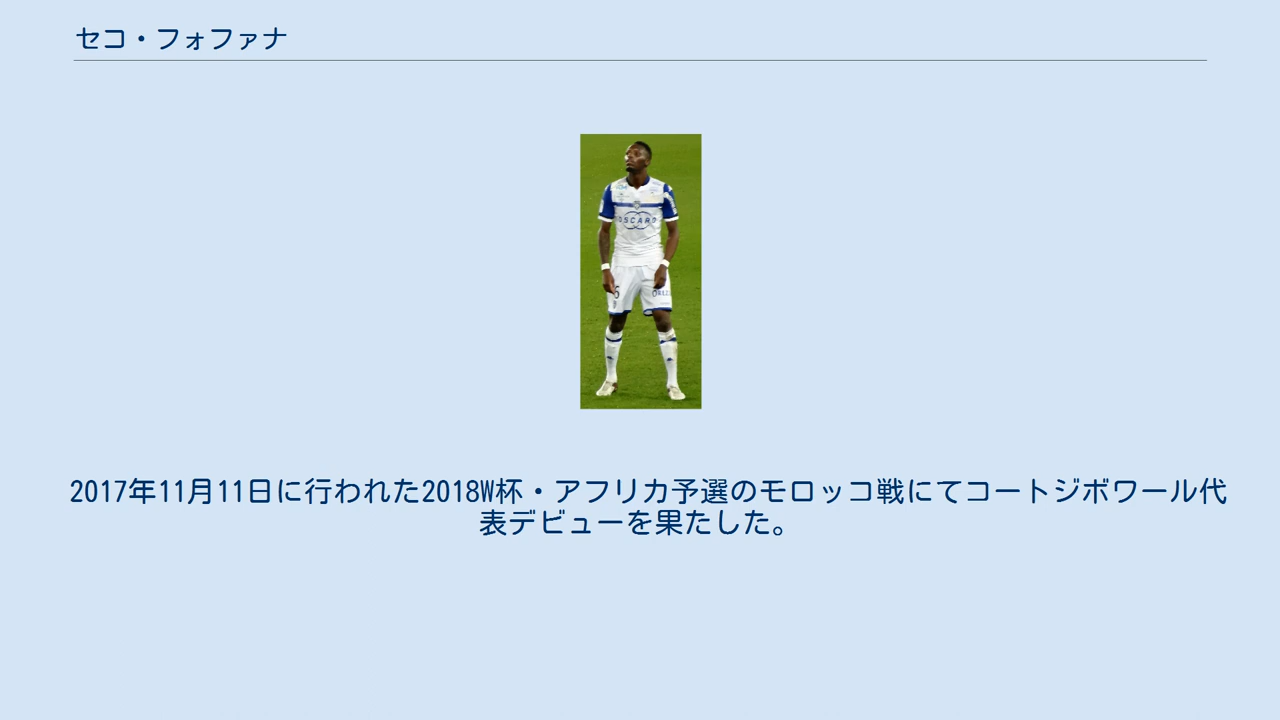 セコ・フォファナ
OSCARO
2017年11月11日に行われた2018W杯・アフリカ予選のモロッコ戦にてコートジボワール代
表デビューを果たした。